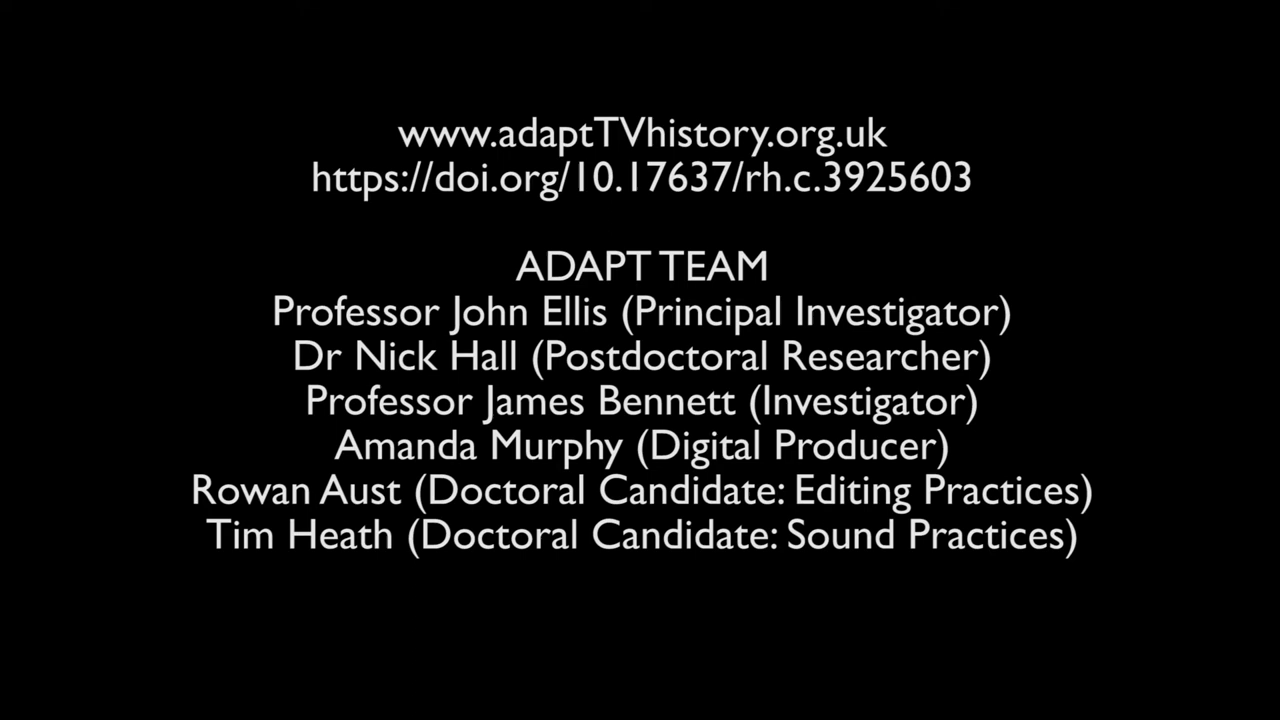 www.adaptTVhistory.org.uk
https://doi.org/10.17637/rh.c.3925603
ADAPT TEAM
Professor John Ellis (Principal Investigator)
Dr Nick Hall (Postdoctoral Researcher)
Professor James Bennett (Investigator)
Amanda Murphy (Digital Producer)
Rowan Aust (Doctoral Candidate: Editing Practices)
Tim Heath (Doctoral Candidate: Sound Practices)